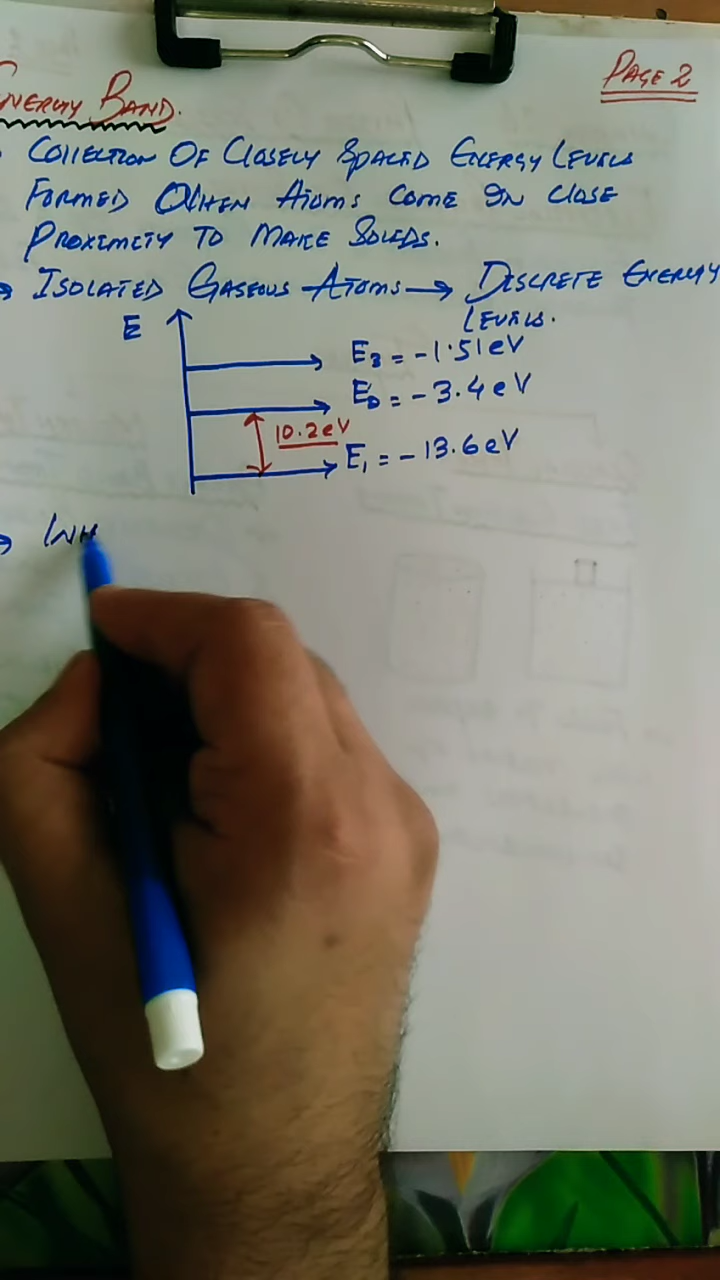 PAGE 2
ENERGY BAND.
COLLECTION OF CLOSELY SPACED ENERGY LEVELS
FORMED WHEN ATOMS COME IN CLOSE
PROXIMITY TO MAKE SOLIDS.
→ ISOLATED GASEOUS ATOMS → DISCRETE ENERGY
LEVELS.
E
E₃ = -1.51eV
E₂ = -3.4eV
10.2eV
E₁ = -13.6eV
→ WH